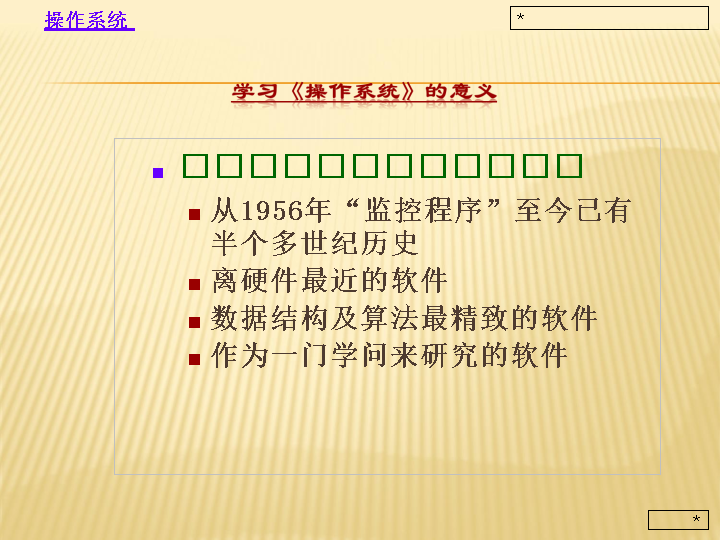 操作系统
*
学习《操作系统》的意义
从1956年“监控程序”至今已有
半个多世纪历史
离硬件最近的软件
数据结构及算法最精致的软件
作为一门学问来研究的软件
*